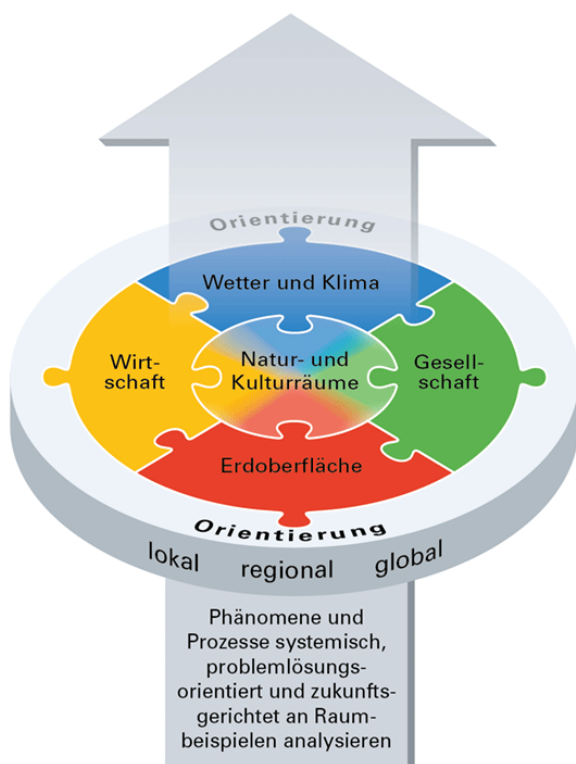 Orientierung
Wetter und Klima
Wirt-
schaft
Natur- und
Kulturräume
Gesell-
schaft
Erdoberfläche
Orientierung
lokal regional global
Phänomene und
Prozesse systemisch,
problemlösungs-
orientiert und zukunfts-
gerichtet an Raum-
beispielen analysieren